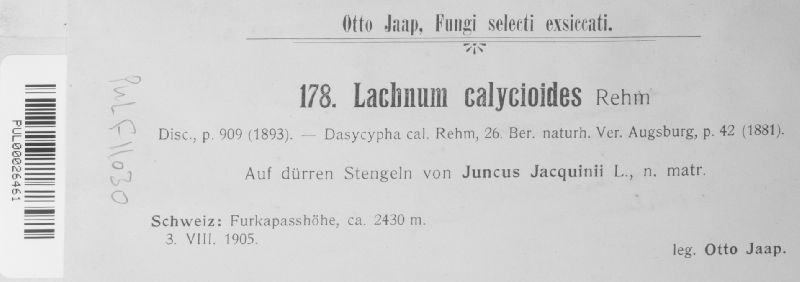 Otto Jaap, Fungi selecti exsiccati.
178. Lachnum calycioides Rehm
Disc., p. 909 (1893). — Dasycypha cal. Rehm, 26. Ber. naturh. Ver. Augsburg, p. 42 (1881).
Auf dürren Stengeln von Juncus Jacquinii L., n. matr.
Schweiz: Furkapasshöhe, ca. 2430 m.
3. VIII. 1905.
leg. Otto Jaap.
PUL F11030
PUL00026461